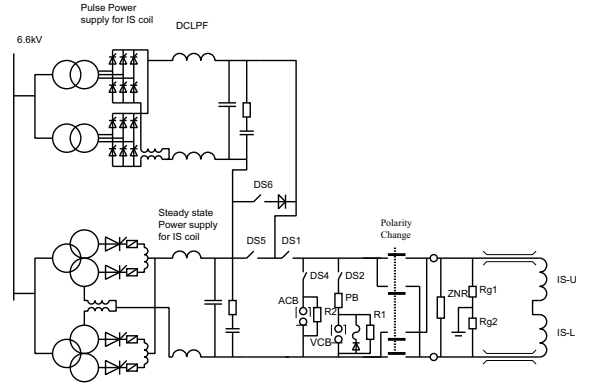 Pulse Power
supply for IS coil
DCLPF
6.6kV
DS6
Steady state
Power supply
for IS coil
DS5
DS1
Polarity
Change
DS4
DS2
ACB
R2
PB
R1
VCB
ZNR
Rg1
Rg2
IS-U
IS-L